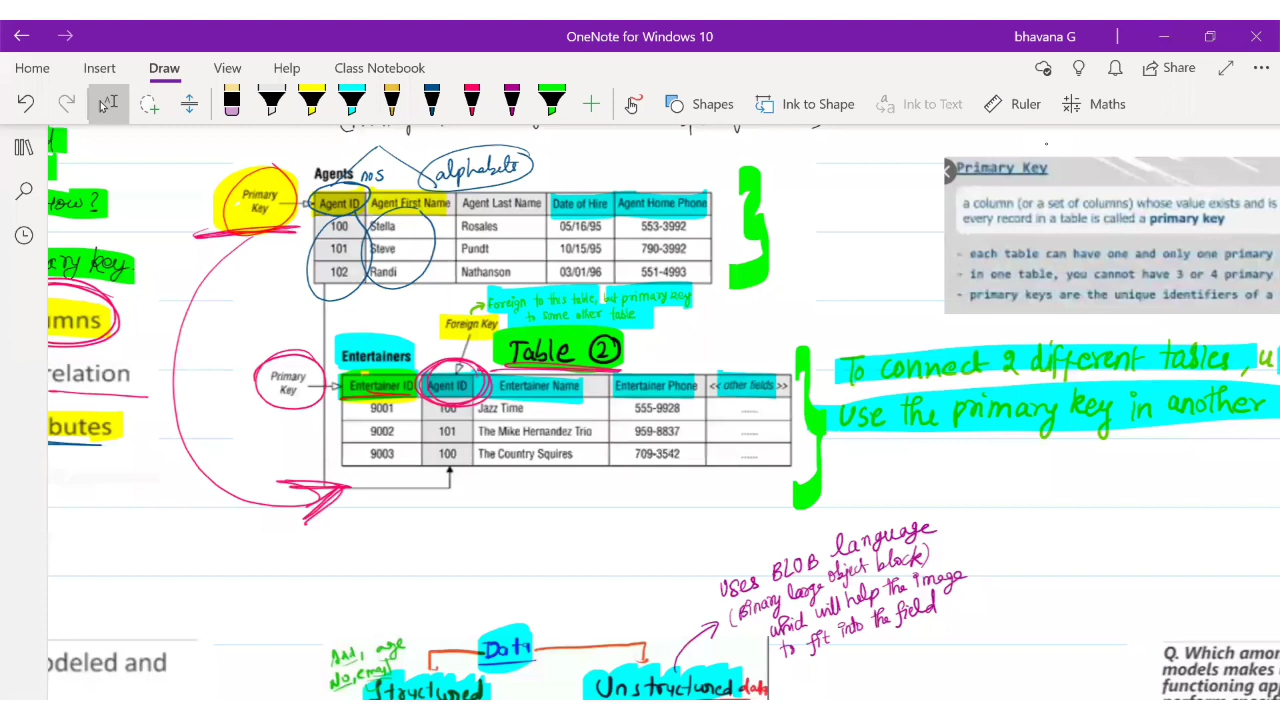 OneNote for Windows 10
bhavana G
Home Insert Draw View Help Class Notebook
Share
Shapes Ink to Shape Ink to Text Ruler Maths
How?
ary key.
umns
relation
butes
Agents
nos
alphabets
Primary Key
Agent ID Agent First Name Agent Last Name Date of Hire Agent Home Phone
100 Stella Rosales 05/16/95 553-3992
101 Steve Pundt 10/15/95 790-3992
102 Randi Nathanson 03/01/96 551-4993
Foreign to this table, but primary key
to some other table
Foreign Key
Table 2
Entertainers
Primary Key
Entertainer ID Agent ID Entertainer Name Entertainer Phone << other fields >>
9001 100 Jazz Time 555-9928 ......
9002 101 The Mike Hernandez Trio 959-8837 ......
9003 100 The Country Squires 709-3542 ......
Primary Key
a column (or a set of columns) whose value exists and is
every record in a table is called a primary key
- each table can have one and only one primary
- in one table, you cannot have 3 or 4 primary
- primary keys are the unique identifiers of a
To connect 2 different tables, u
Use the primary key in another
Uses BLOB language
(Binary large object block)
which will help the image
to fit into the field
Data
Add, age
No, email
Structured
Unstructured data
odeled and
Q. Which amon
models makes
functioning app